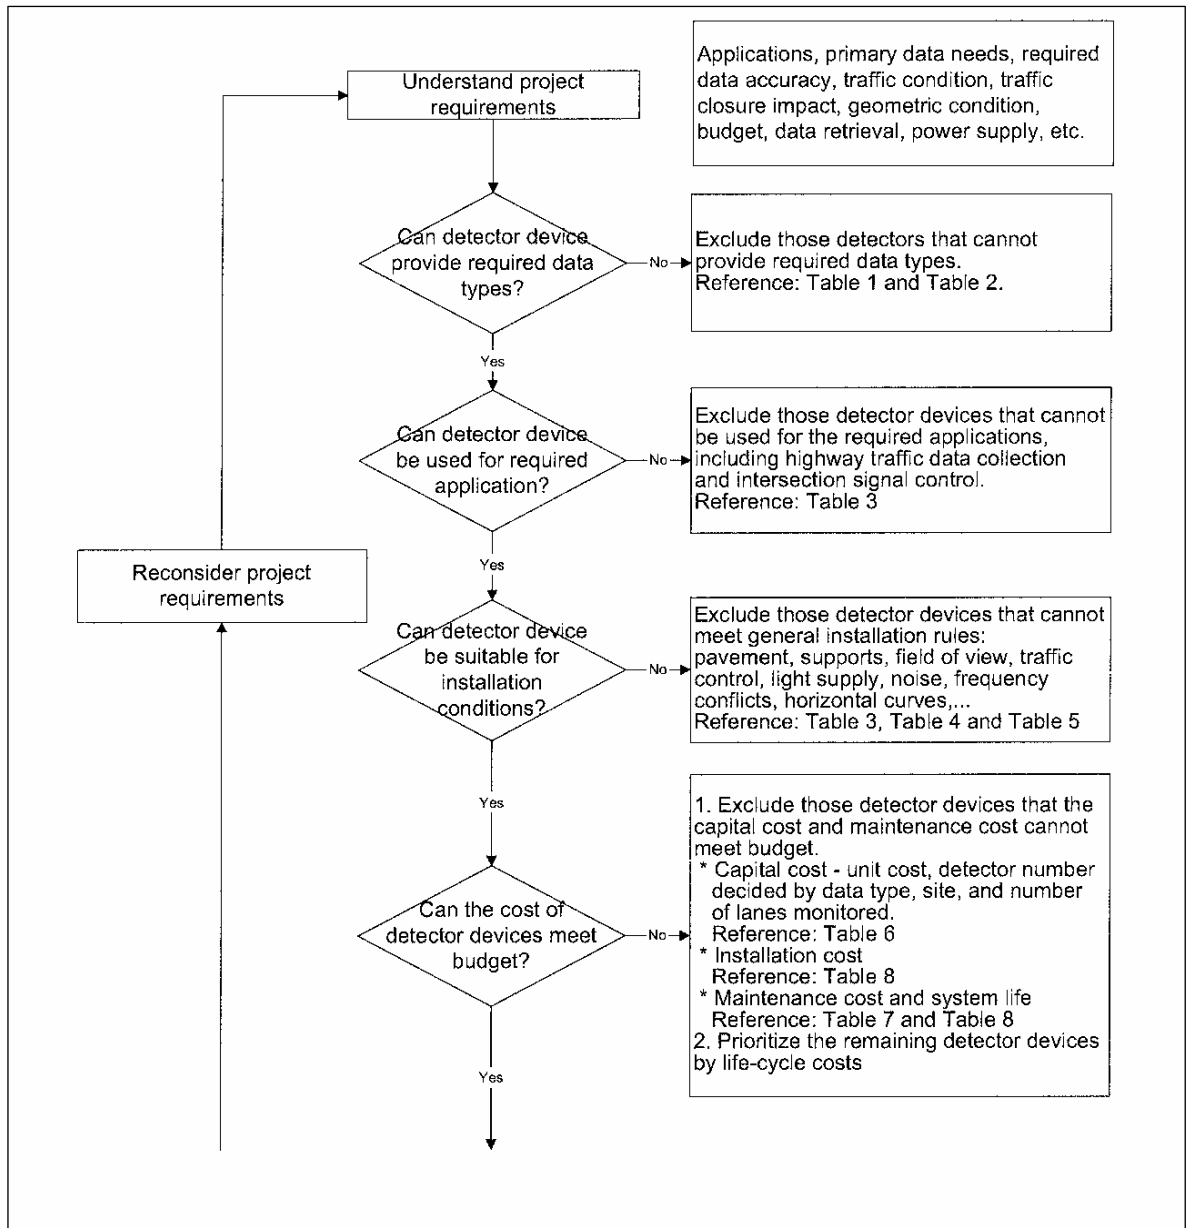 Understand project
requirements
Applications, primary data needs, required
data accuracy, traffic condition, traffic
closure impact, geometric condition,
budget, data retrieval, power supply, etc.
Can detector device
provide required data
types?
No
Exclude those detectors that cannot
provide required data types.
Reference: Table 1 and Table 2.
Yes
Can detector device
be used for required
application?
No
Exclude those detector devices that cannot
be used for the required applications,
including highway traffic data collection
and intersection signal control.
Reference: Table 3
Yes
Reconsider project
requirements
Can detector device
be suitable for
installation
conditions?
No
Exclude those detector devices that cannot
meet general installation rules:
pavement, supports, field of view, traffic
control, light supply, noise, frequency
conflicts, horizontal curves,...
Reference: Table 3, Table 4 and Table 5
Yes
Can the cost of
detector devices meet
budget?
No
1. Exclude those detector devices that the
capital cost and maintenance cost cannot
meet budget.
* Capital cost - unit cost, detector number
decided by data type, site, and number
of lanes monitored.
Reference: Table 6
* Installation cost
Reference: Table 8
* Maintenance cost and system life
Reference: Table 7 and Table 8
2. Prioritize the remaining detector devices
by life-cycle costs
Yes